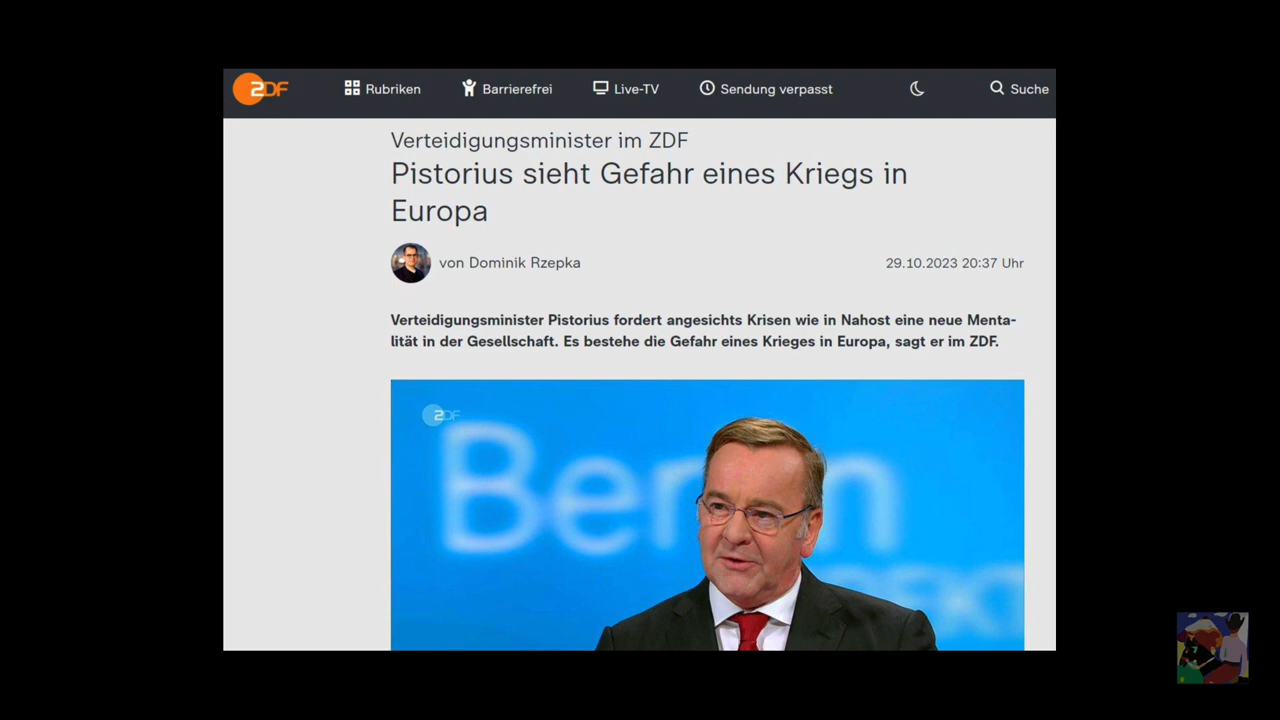 ZDF
Rubriken
Barrierefrei
Live-TV
Sendung verpasst
Suche
Verteidigungsminister im ZDF
Pistorius sieht Gefahr eines Kriegs in
Europa
von Dominik Rzepka
29.10.2023 20:37 Uhr
Verteidigungsminister Pistorius fordert angesichts Krisen wie in Nahost eine neue Menta-
lität in der Gesellschaft. Es bestehe die Gefahr eines Krieges in Europa, sagt er im ZDF.
ZDF